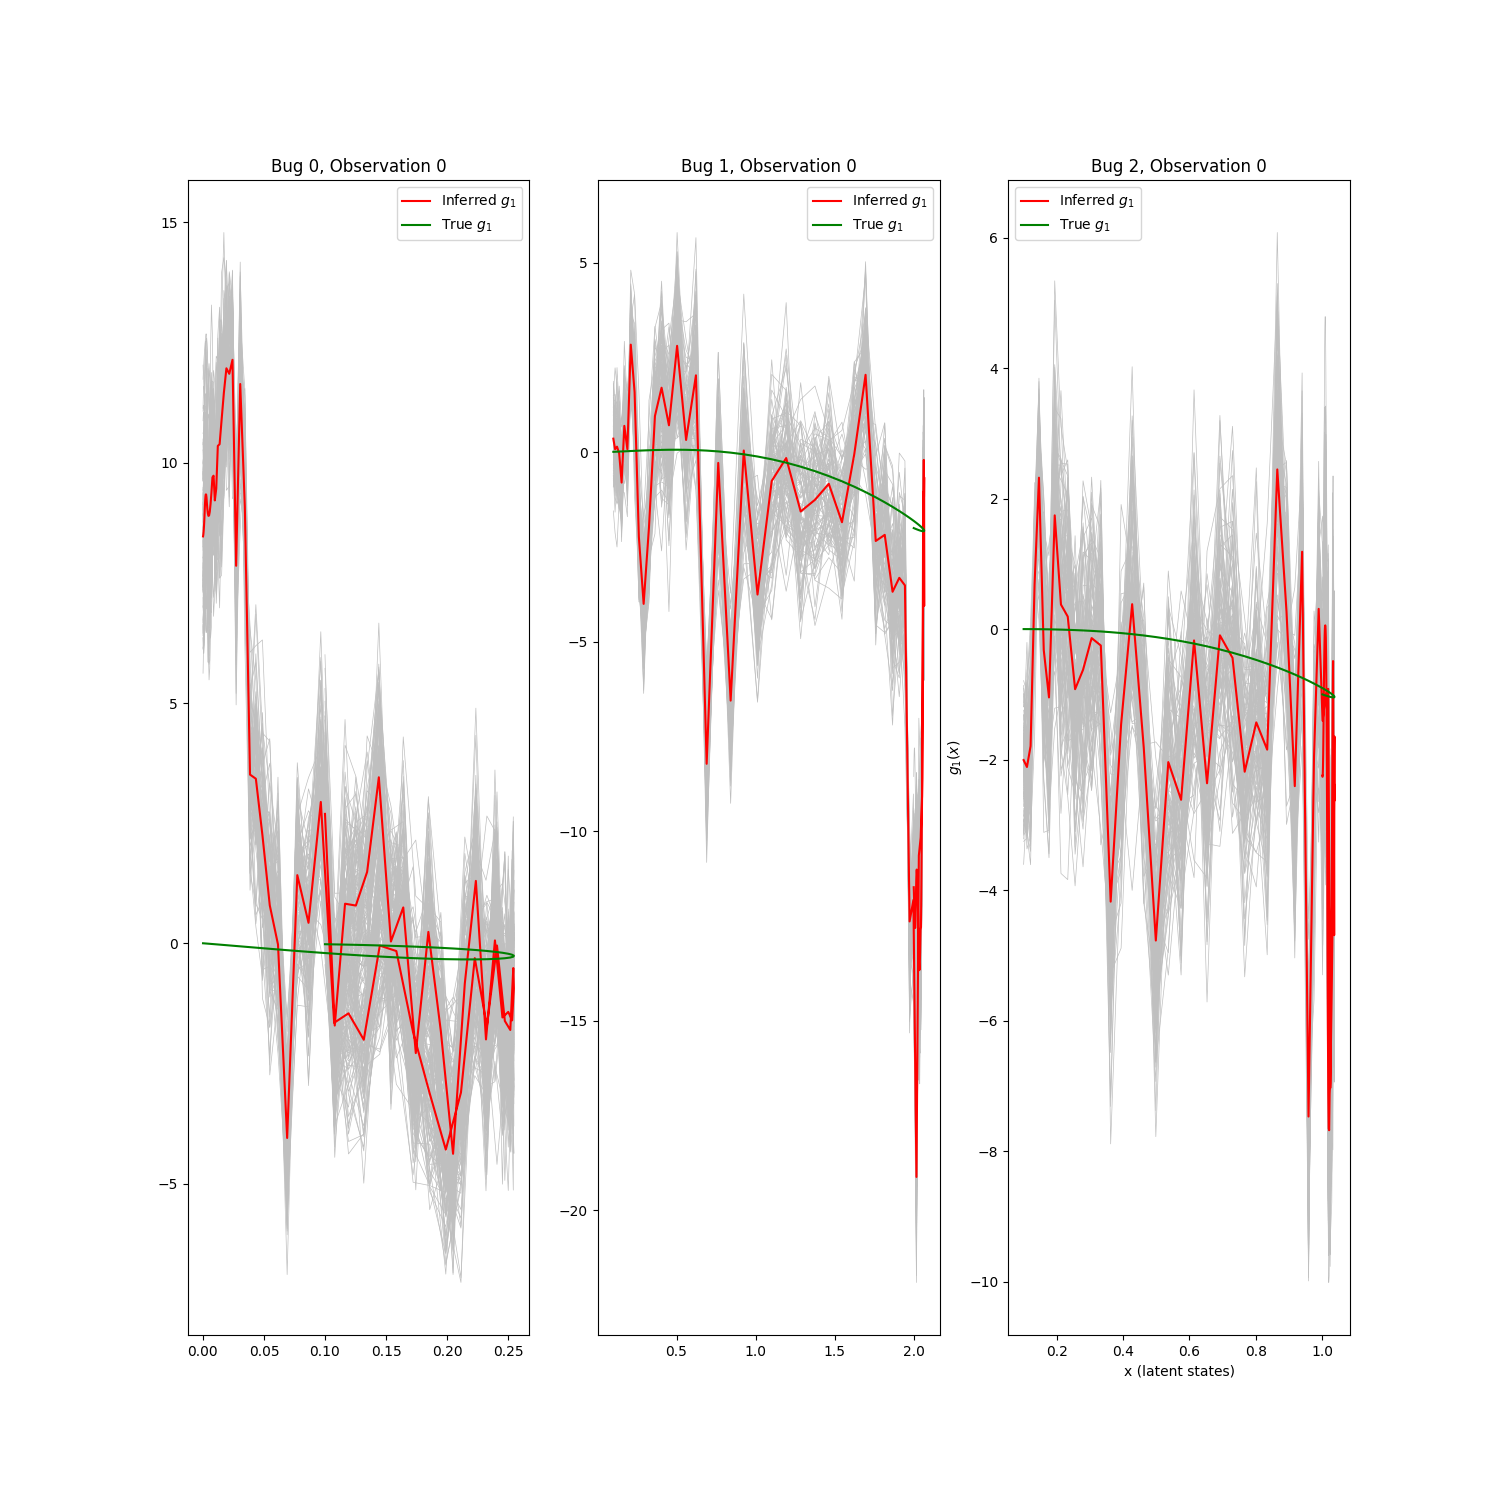 Bug 0, Observation 0
Inferred g₁
True g₁
15
10
5
0
−5
0.00 0.05 0.10 0.15 0.20 0.25
Bug 1, Observation 0
Inferred g₁
True g₁
5
0
−5
−10
−15
−20
0.5 1.0 1.5 2.0
Bug 2, Observation 0
Inferred g₁
True g₁
g₁(x)
6
4
2
0
−2
−4
−6
−8
−10
0.2 0.4 0.6 0.8 1.0
x (latent states)